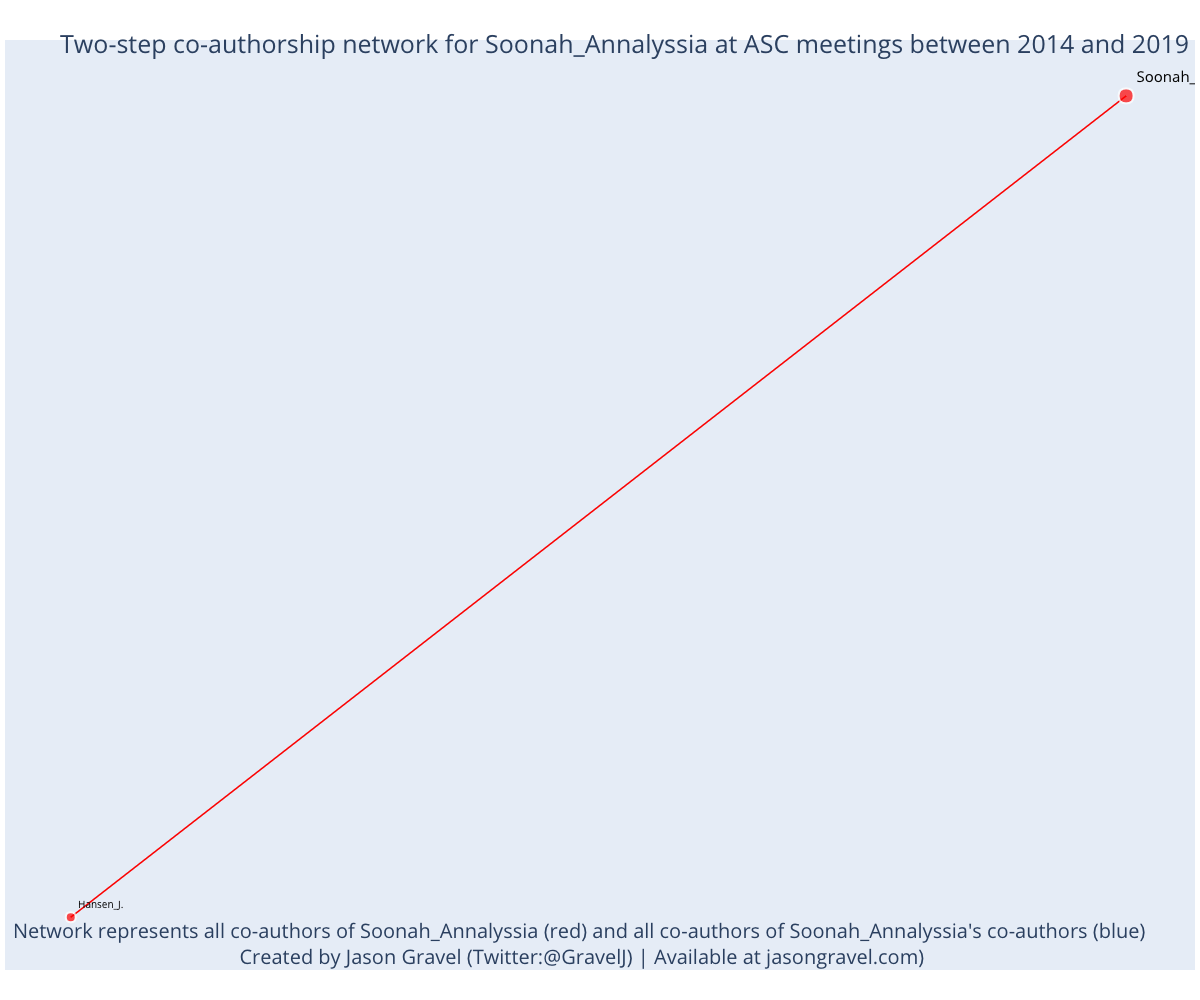 Two-step co-authorship network for Soonah_Annalyssia at ASC meetings between 2014 and 2019
Soonah_
Hansen_J.
Network represents all co-authors of Soonah_Annalyssia (red) and all co-authors of Soonah_Annalyssia's co-authors (blue)
Created by Jason Gravel (Twitter:@GravelJ) | Available at jasongravel.com)